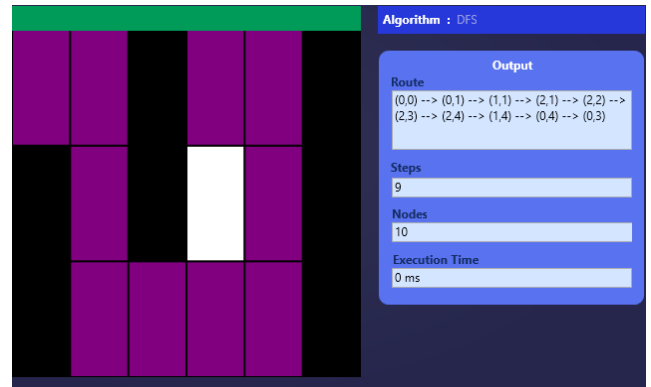 Algorithm : DFS
Output
Route
(0,0) --> (0,1) --> (1,1) --> (2,1) --> (2,2) -->
(2,3) --> (2,4) --> (1,4) --> (0,4) --> (0,3)
Steps
9
Nodes
10
Execution Time
0 ms